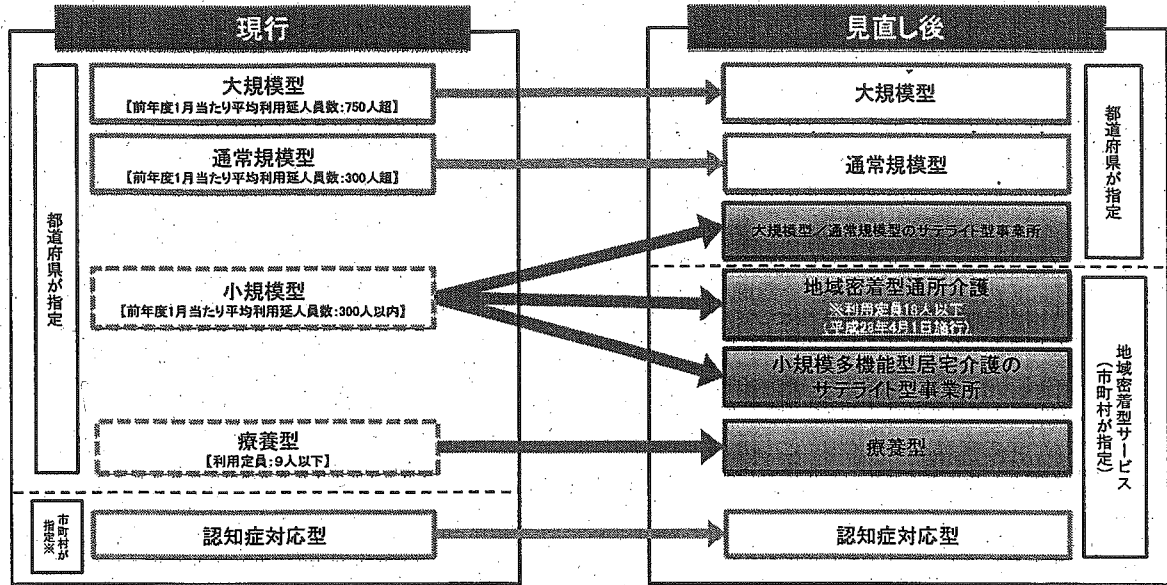 現行
都道府県が指定
大規模型
【前年度1月当たり平均利用延人員数:750人超】
通常規模型
【前年度1月当たり平均利用延人員数:300人超】
小規模型
【前年度1月当たり平均利用延人員数:300人以内】
療養型
【利用定員:9人以下】
市町村が
指定※
認知症対応型
見直し後
大規模型
通常規模型
大規模型/通常規模型のサテライト型事業所
都道府県が指定
地域密着型通所介護
※利用定員18人以下
(平成28年4月1日施行)
小規模多機能型居宅介護の
サテライト型事業所
療養型
認知症対応型
地域密着型サービス
(市町村が指定)